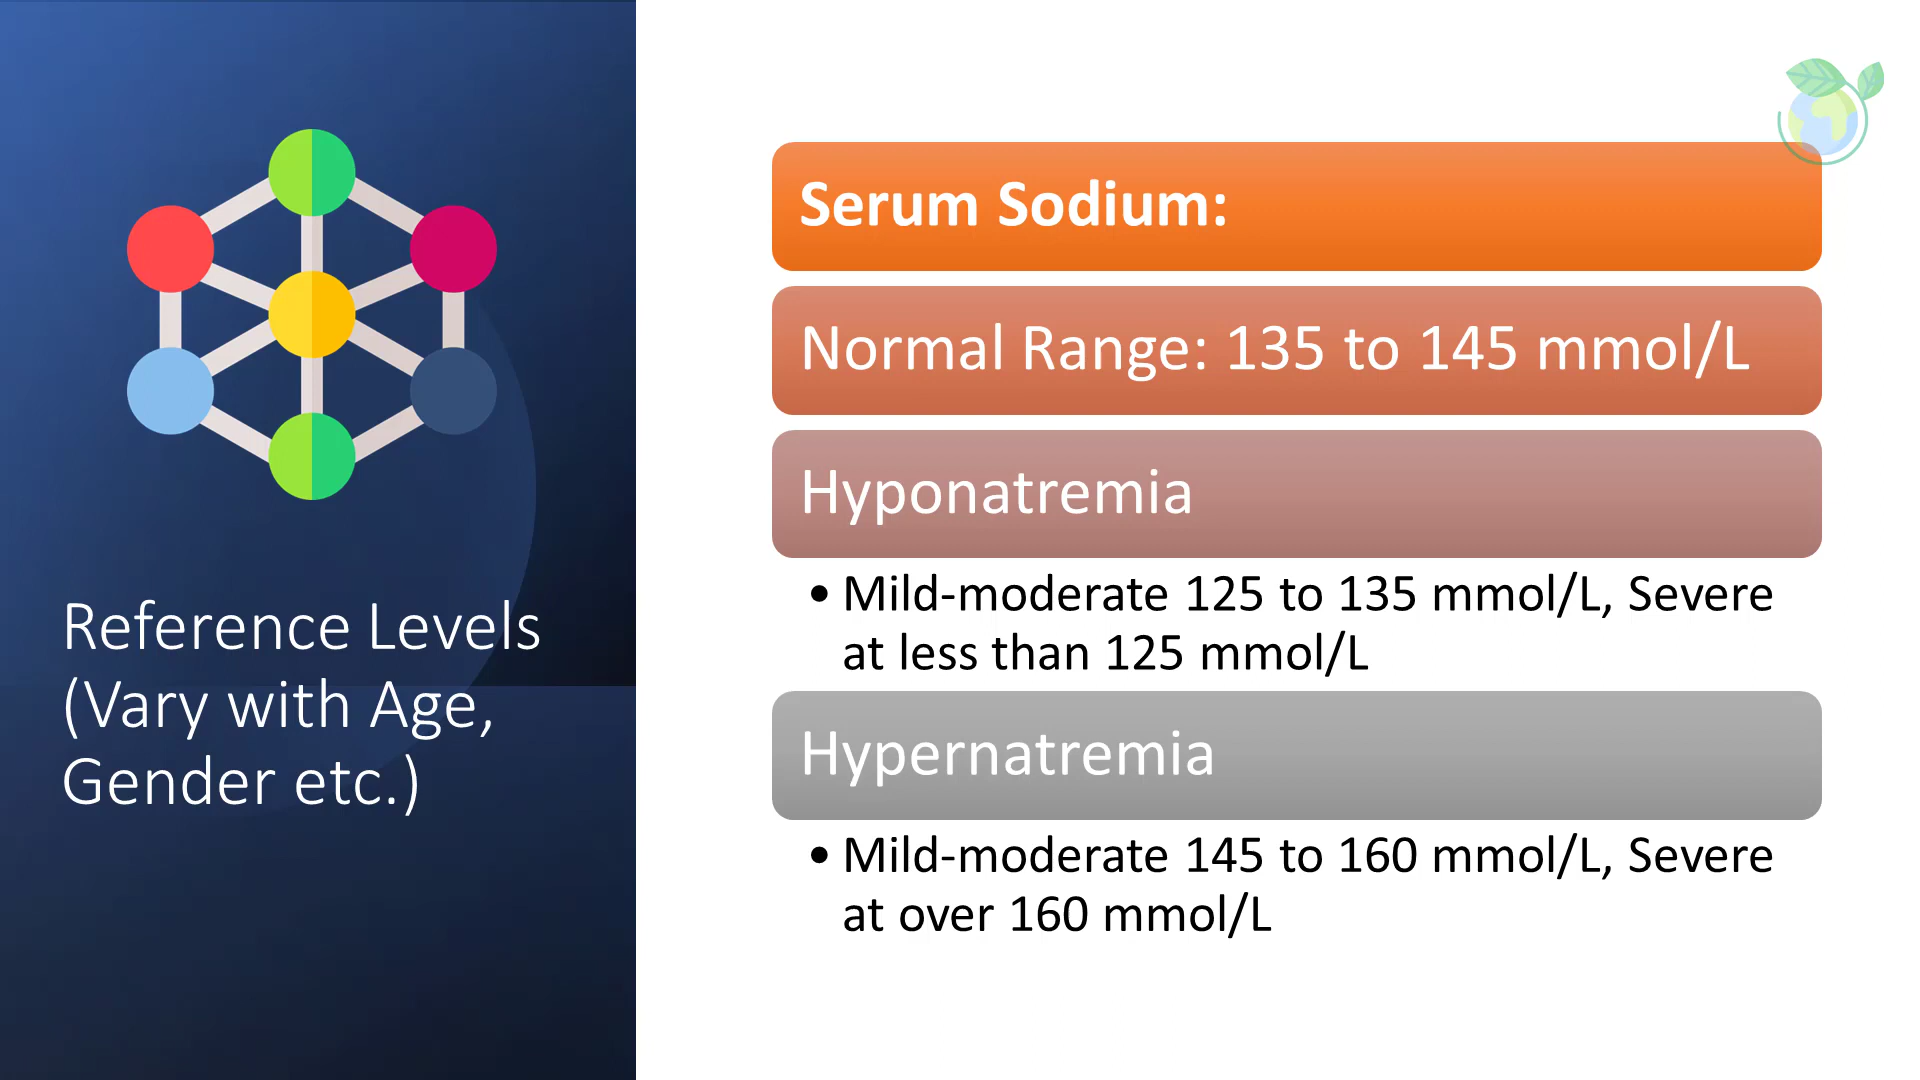 Reference Levels
(Vary with Age,
Gender etc.)
Serum Sodium:
Normal Range: 135 to 145 mmol/L
Hyponatremia
• Mild-moderate 125 to 135 mmol/L, Severe
at less than 125 mmol/L
Hypernatremia
• Mild-moderate 145 to 160 mmol/L, Severe
at over 160 mmol/L